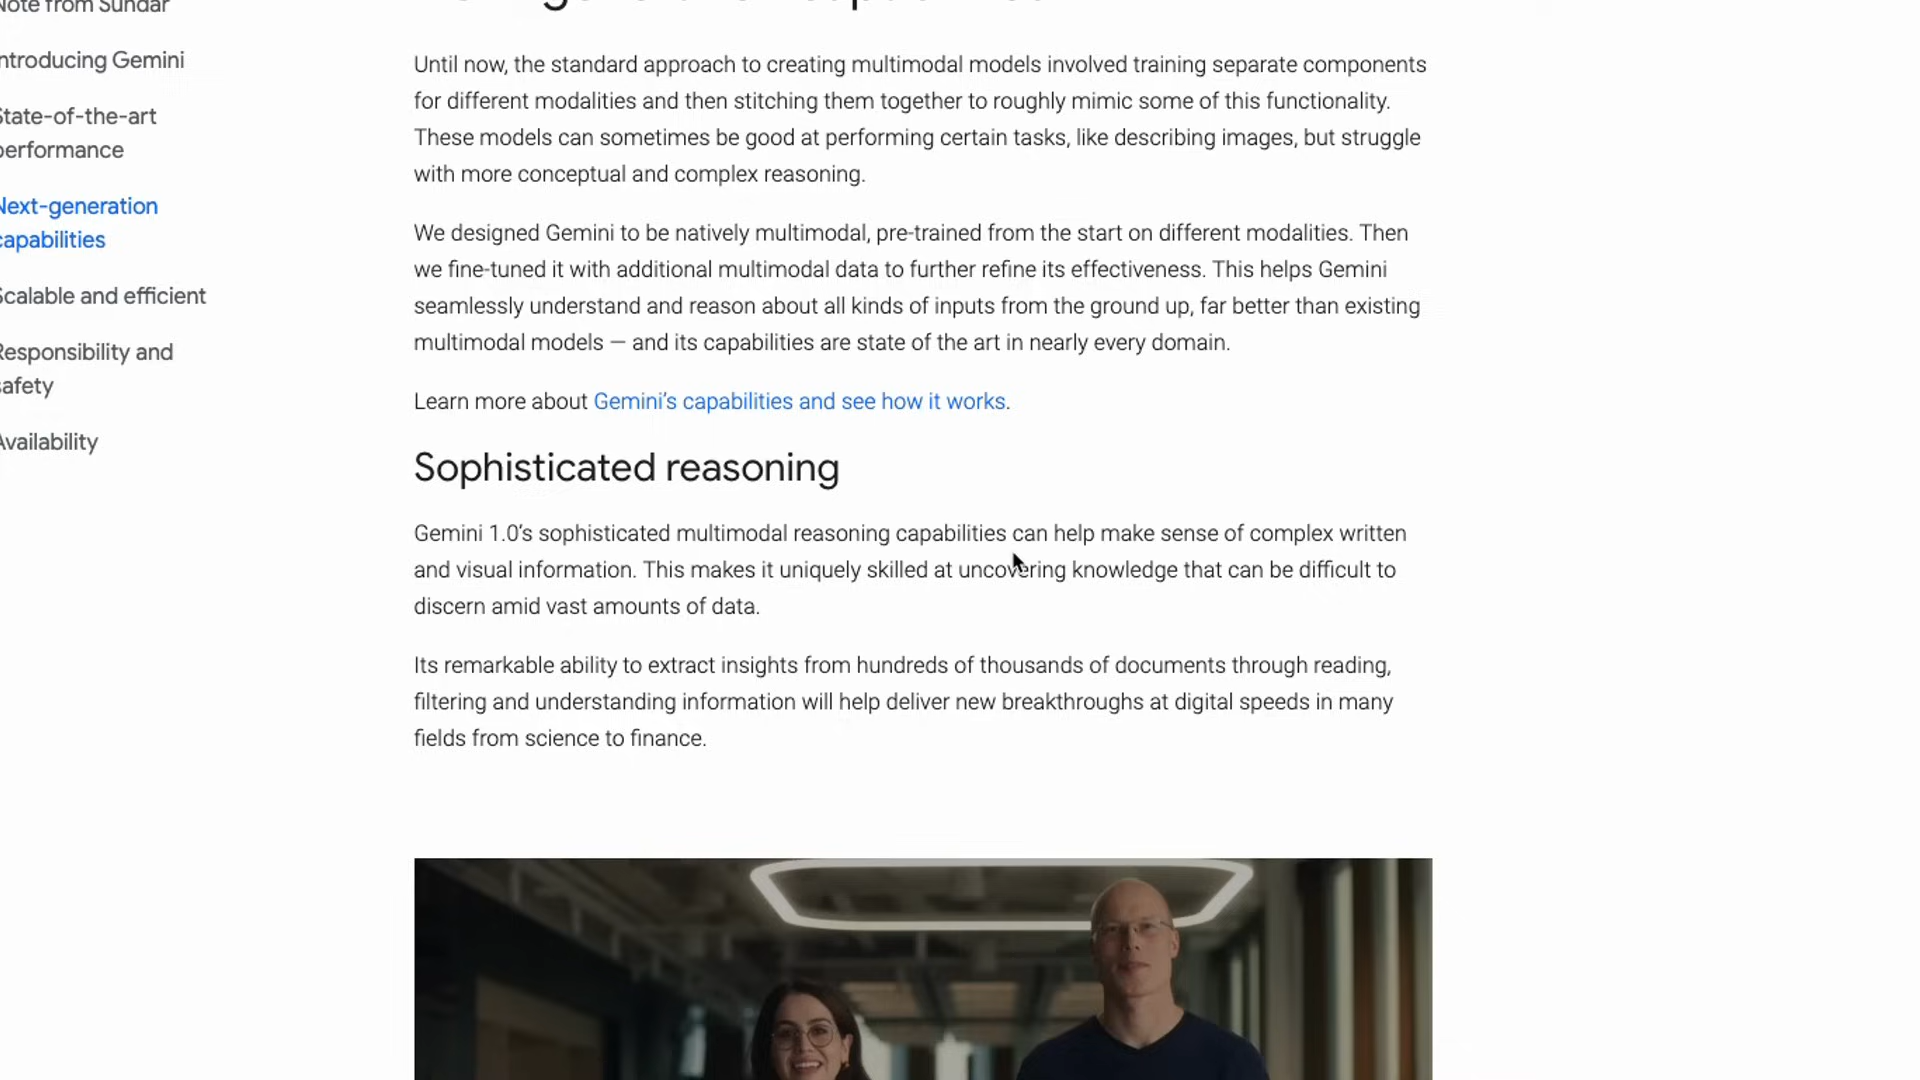 Note from Sundar
Introducing Gemini
State-of-the-art
performance
Next-generation
capabilities
Scalable and efficient
Responsibility and
safety
Availability
Until now, the standard approach to creating multimodal models involved training separate components
for different modalities and then stitching them together to roughly mimic some of this functionality.
These models can sometimes be good at performing certain tasks, like describing images, but struggle
with more conceptual and complex reasoning.
We designed Gemini to be natively multimodal, pre-trained from the start on different modalities. Then
we fine-tuned it with additional multimodal data to further refine its effectiveness. This helps Gemini
seamlessly understand and reason about all kinds of inputs from the ground up, far better than existing
multimodal models — and its capabilities are state of the art in nearly every domain.
Learn more about Gemini’s capabilities and see how it works.
Sophisticated reasoning
Gemini 1.0’s sophisticated multimodal reasoning capabilities can help make sense of complex written
and visual information. This makes it uniquely skilled at uncovering knowledge that can be difficult to
discern amid vast amounts of data.
Its remarkable ability to extract insights from hundreds of thousands of documents through reading,
filtering and understanding information will help deliver new breakthroughs at digital speeds in many
fields from science to finance.